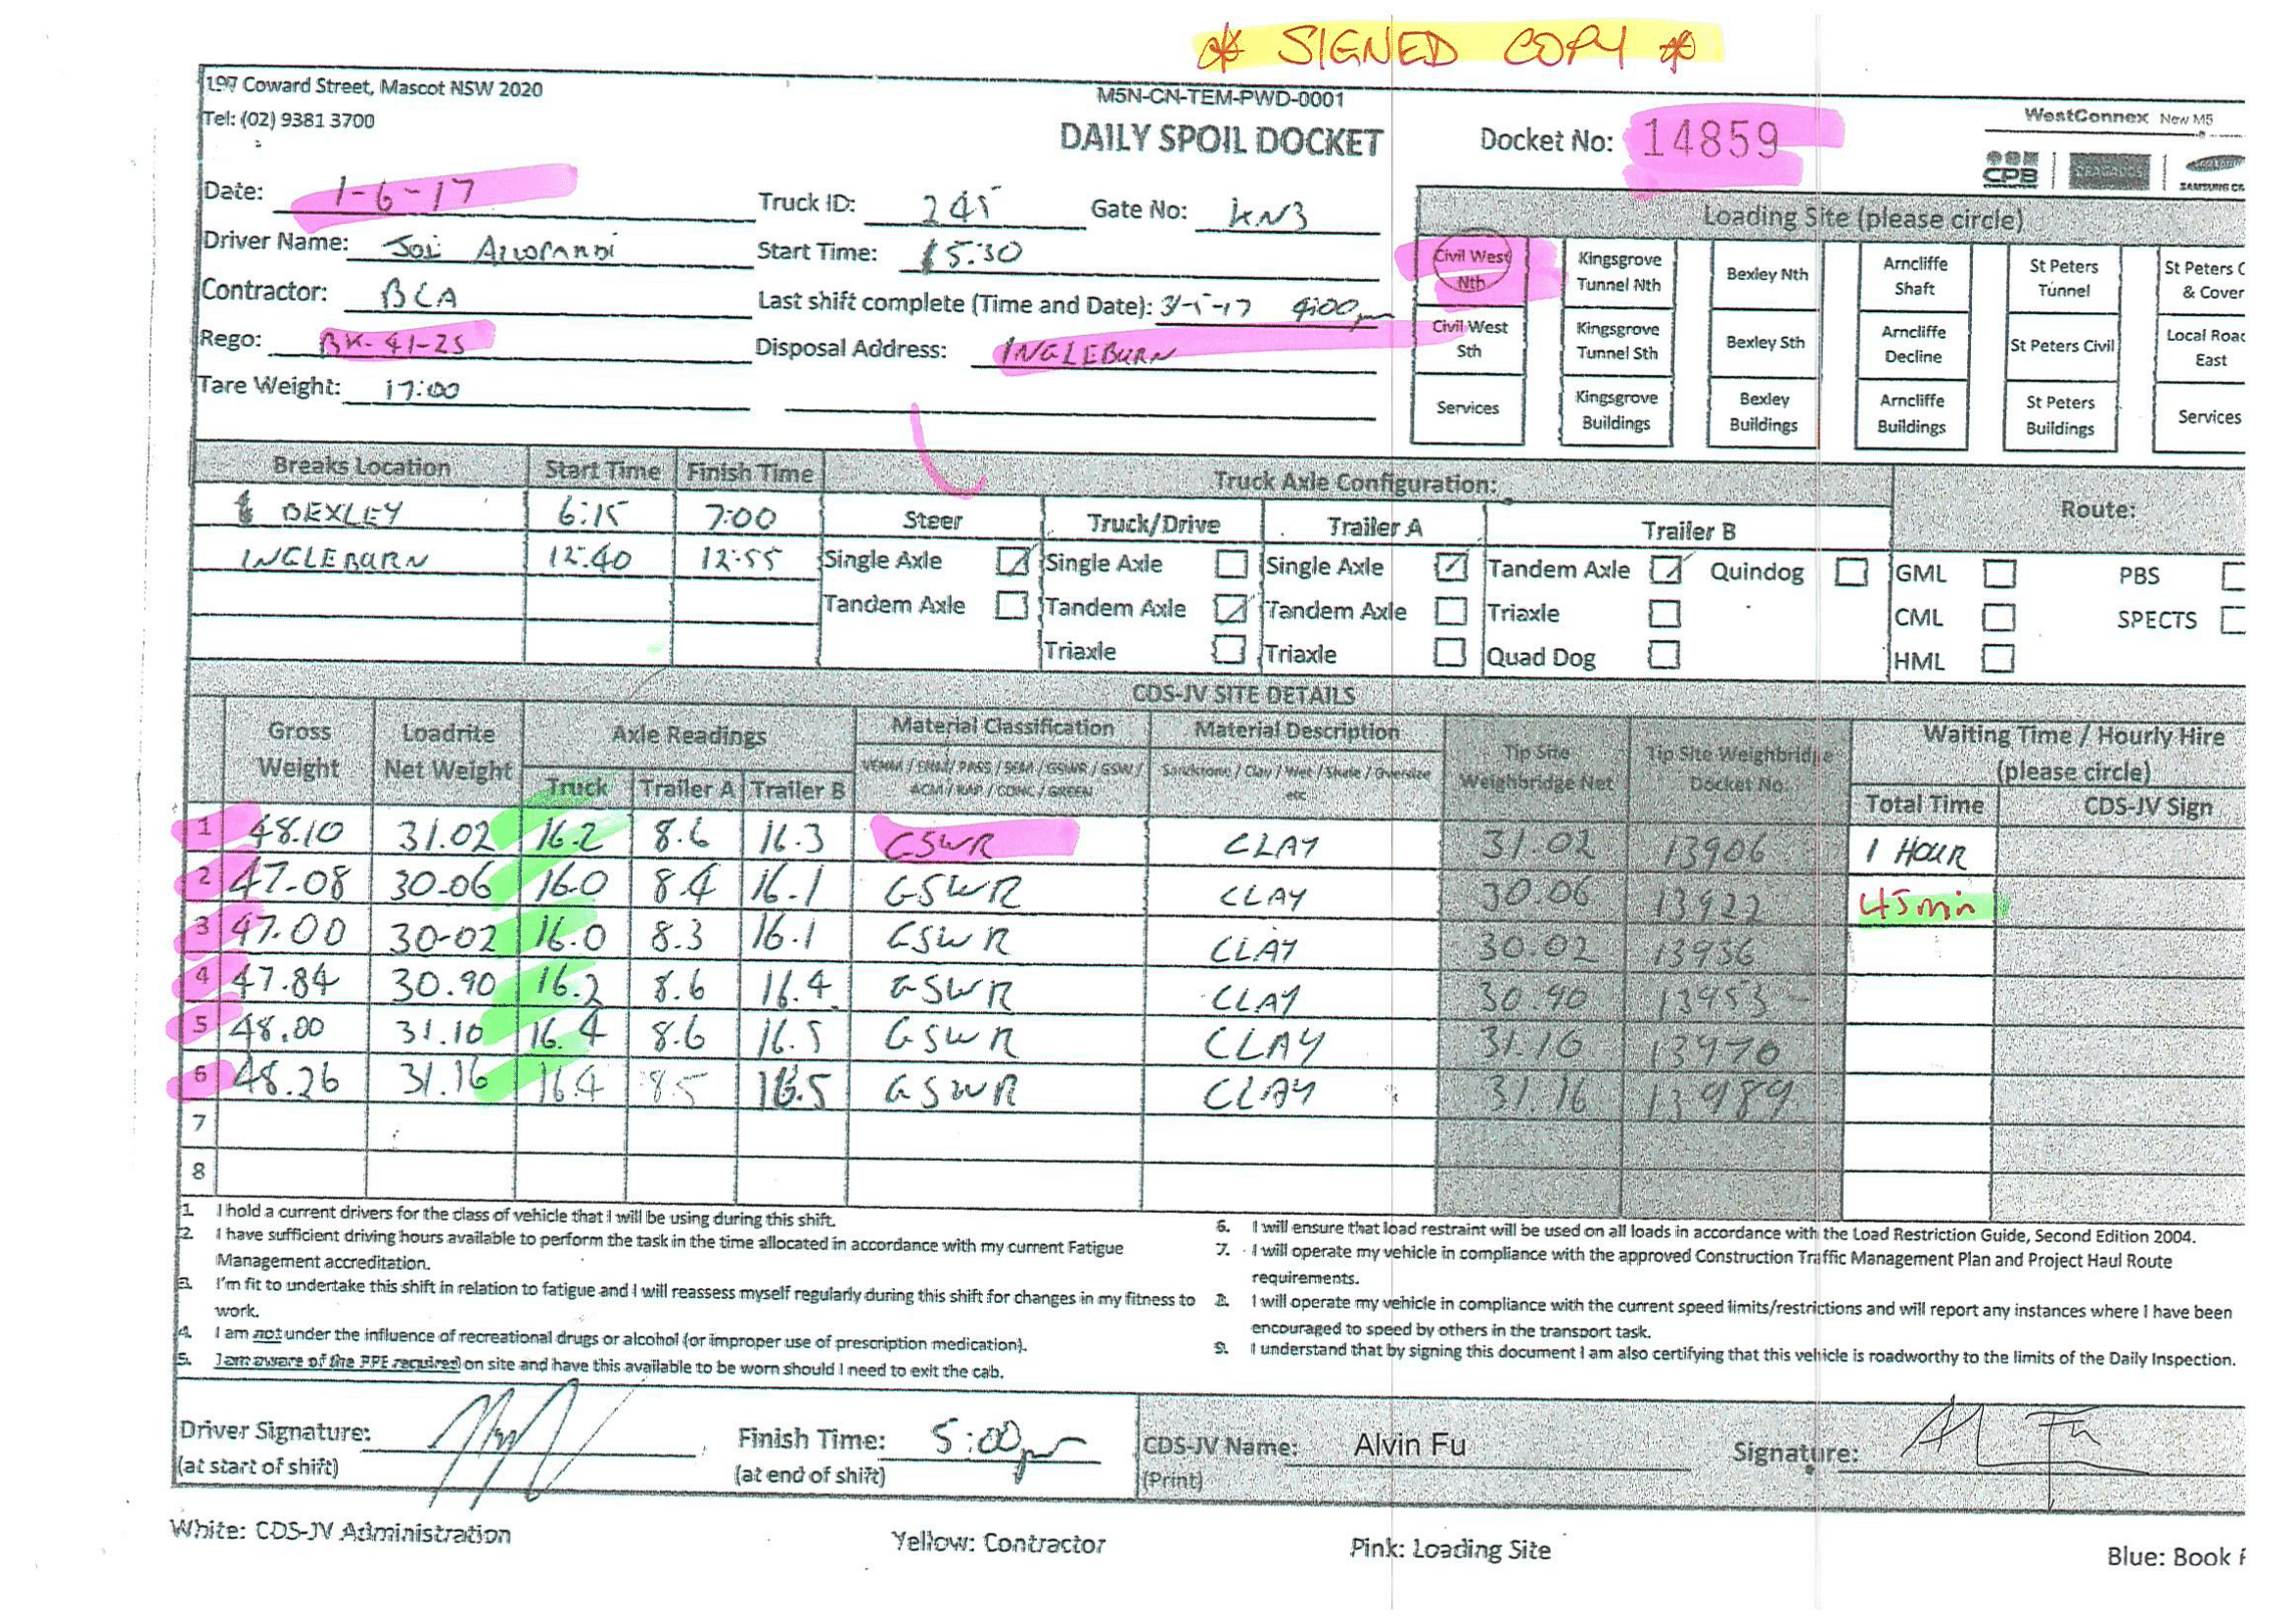 * SIGNED COPY *
197 Coward Street, Mascot NSW 2020
Tel: (02) 9381 3700
M5N-CN-TEM-PWD-0001
DAILY SPOIL DOCKET
Docket No: 14859
WestConnex New M5
CPB
DRAGADOS
Date: 1-6-17
Truck ID: 245
Gate No: KN3
Driver Name: Joe
Start Time: 5:30
Contractor: BCA
Last shift complete (Time and Date): 31-5-17 4:00pm
Rego: BK-41-25
Disposal Address: INGLEBURN
Tare Weight: 17:00
Loading Site (please circle)
Civil West Nth Kingsgrove Tunnel Nth Bexley Nth Arncliffe Shaft St Peters Tunnel St Peters C & Cover
Civil West Sth Kingsgrove Tunnel Sth Bexley Sth Arncliffe Decline St Peters Civil Local Road East
Services Kingsgrove Buildings Bexley Buildings Arncliffe Buildings St Peters Buildings Services
Breaks Location Start Time Finish Time Truck Axle Configuration: Route:
BEXLEY 6:15 7:00
INGLEBURN 12:40 12:55
Steer Truck/Drive Trailer A Trailer B
Single Axle Single Axle Single Axle Tandem Axle Quindog GML PBS
Tandem Axle Tandem Axle Tandem Axle Triaxle CML SPECTS
Triaxle Triaxle Quad Dog HML
CDS-JV SITE DETAILS
Gross Weight Loadrite Net Weight Axle Readings Material Classification Material Description Tip Site Weighbridge Net Tip Site Weighbridge Docket No. Waiting Time / Hourly Hire (please circle)
Truck Trailer A Trailer B VENM / ENM / PASS / SEM / GSWR / GSW / ACM / RAP / CONC / GREEN Sandstone / Clay / Wet / Shale / Oversize etc Total Time CDS-JV Sign
1 48.10 31.02 16.2 8.6 16.3 GSWR CLAY 31.02 13906 1 HOUR
2 47.08 30.06 16.0 8.4 16.1 GSWR CLAY 30.06 13922 45min
3 47.00 30-02 16.0 8.3 16.1 GSWR CLAY 30.02 13936
4 47.84 30.90 16.2 8.6 16.4 GSWR CLAY 30.90 13953
5 48.00 31.10 16.4 8.6 16.5 GSWR CLAY 31.16 13970
6 48.26 31.16 16.4 8.5 16.5 GSWR CLAY 31.16 13989
7
8
1. I hold a current drivers for the class of vehicle that I will be using during this shift.
2. I have sufficient driving hours available to perform the task in the time allocated in accordance with my current Fatigue
Management accreditation.
3. I'm fit to undertake this shift in relation to fatigue and I will reassess myself regularly during this shift for changes in my fitness to
work.
4. I am not under the influence of recreational drugs or alcohol (or improper use of prescription medication).
5. I am aware of the PPE required on site and have this available to be worn should I need to exit the cab.
6. I will ensure that load restraint will be used on all loads in accordance with the Load Restriction Guide, Second Edition 2004.
7. I will operate my vehicle in compliance with the approved Construction Traffic Management Plan and Project Haul Route
requirements.
8. I will operate my vehicle in compliance with the current speed limits/restrictions and will report any instances where I have been
encouraged to speed by others in the transport task.
9. I understand that by signing this document I am also certifying that this vehicle is roadworthy to the limits of the Daily Inspection.
Driver Signature:
(at start of shift)
Finish Time: 5:00pm
(at end of shift)
CDS-JV Name: Alvin Fu
(Print)
Signature:
White: CDS-JV Administration
Yellow: Contractor
Pink: Loading Site
Blue: Book